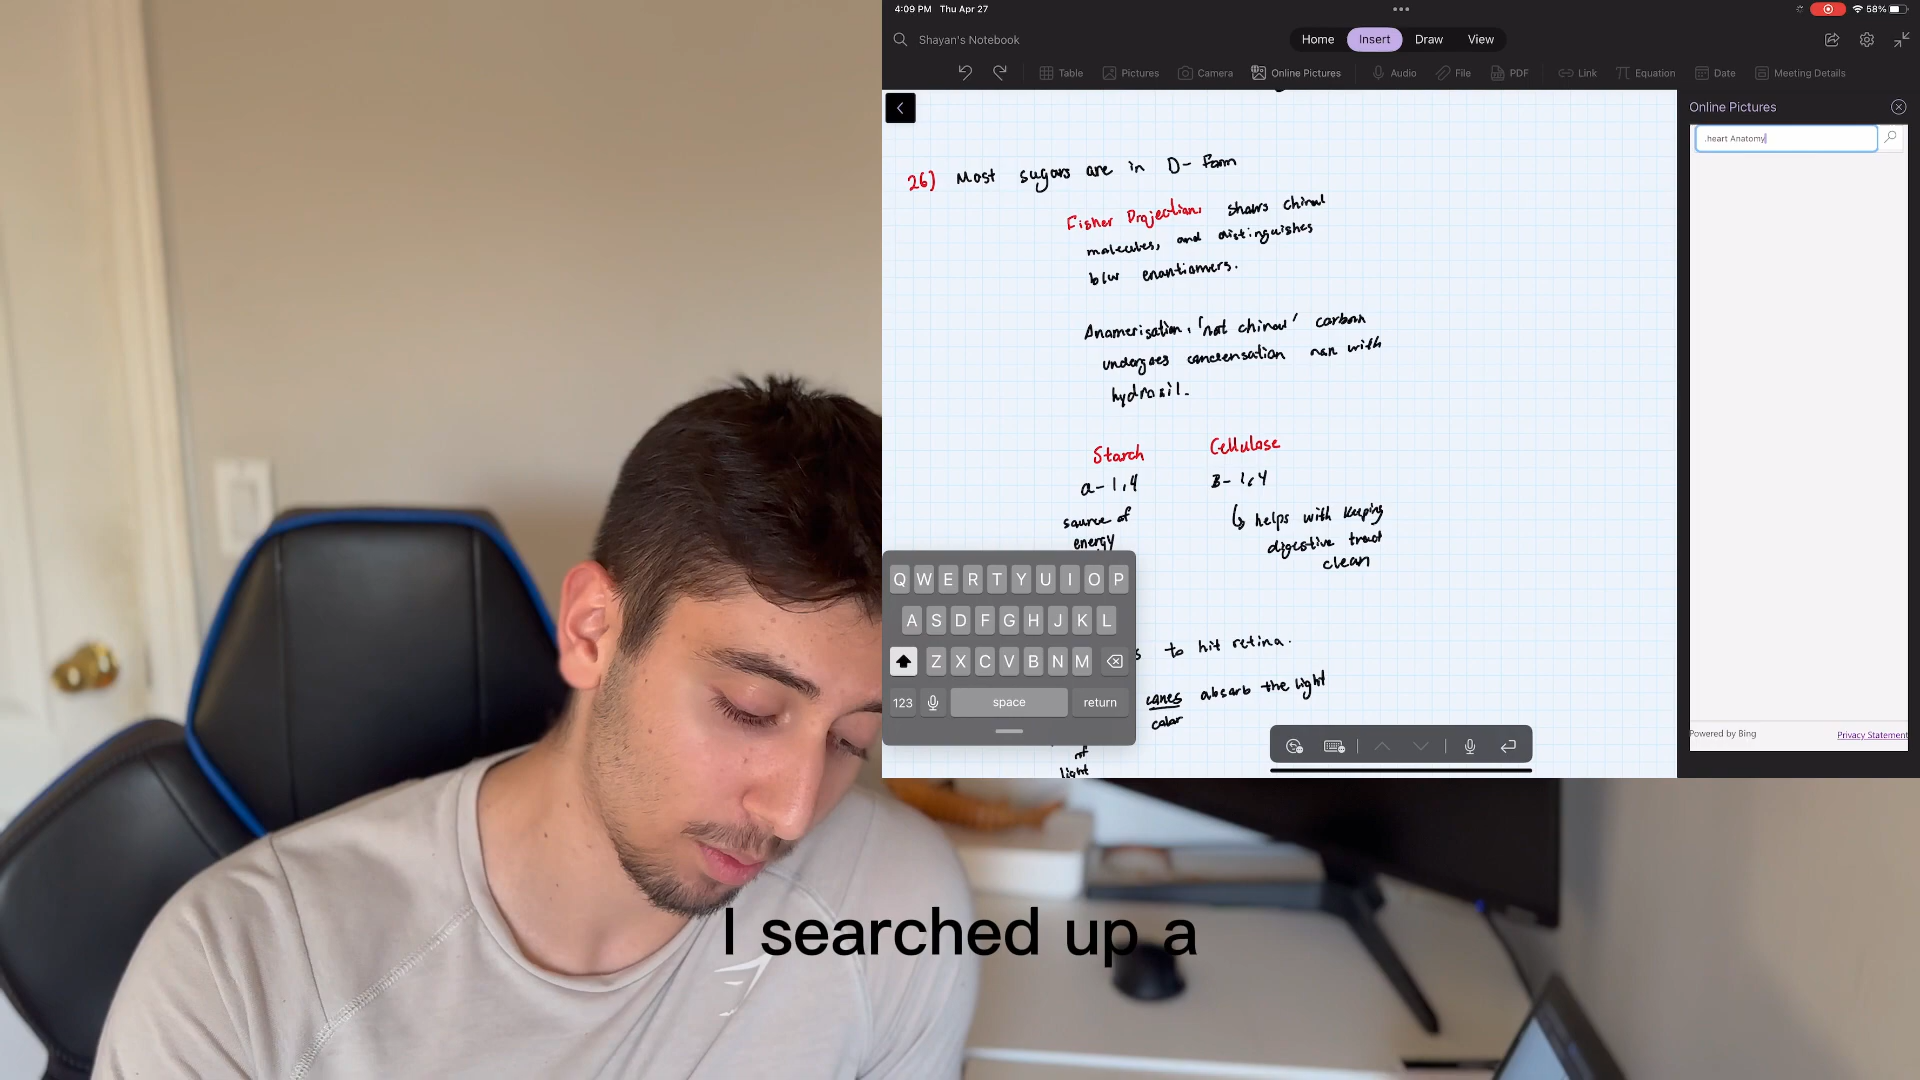 4:09 PM Thu Apr 27
58%
Shayan's Notebook
Home Insert Draw View
Table Pictures Camera Online Pictures Audio File PDF Link Equation Date Meeting Details
Online Pictures
.heart Anatomy
26) Most sugars are in D- form
Fisher Projection, shows chiral
molecules, and distinguishes
b/w enantiomers.
Anamerisation, "not chiral" carbon
undergoes condensation rxn with
hydroxil.
Starch Cellulose
a-1,4 B-1,4
source of
energy
helps with keeping
digestive tract
clean
to hit retina.
cones absorb the light
color
of
light
Q W E R T Y U I O P
A S D F G H J K L
Z X C V B N M
123 space return
Powered by Bing Privacy Statement
I searched up a